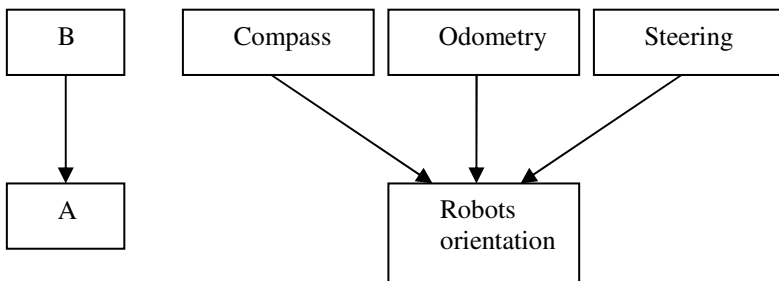 B
Compass
Odometry
Steering
A
Robots
orientation